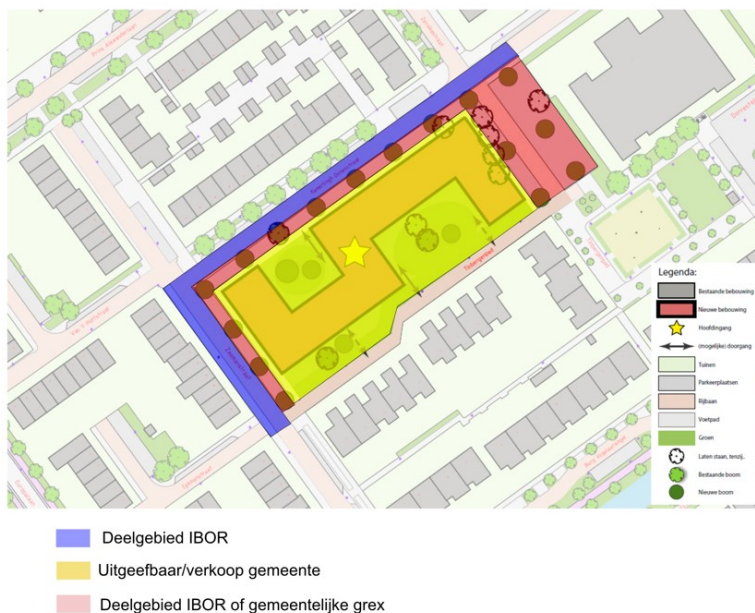 Legenda:
Bestaande bebouwing
Nieuwe bebouwing
Hoofdingang
(mogelijke) doorgang
Tuinen
Parkeerplaatsen
Rijbaan
Voetpad
Groen
Laten staan, tenzij..
Bestaande boom
Nieuwe boom
Deelgebied IBOR
Uitgeefbaar/verkoop gemeente
Deelgebied IBOR of gemeentelijke grex